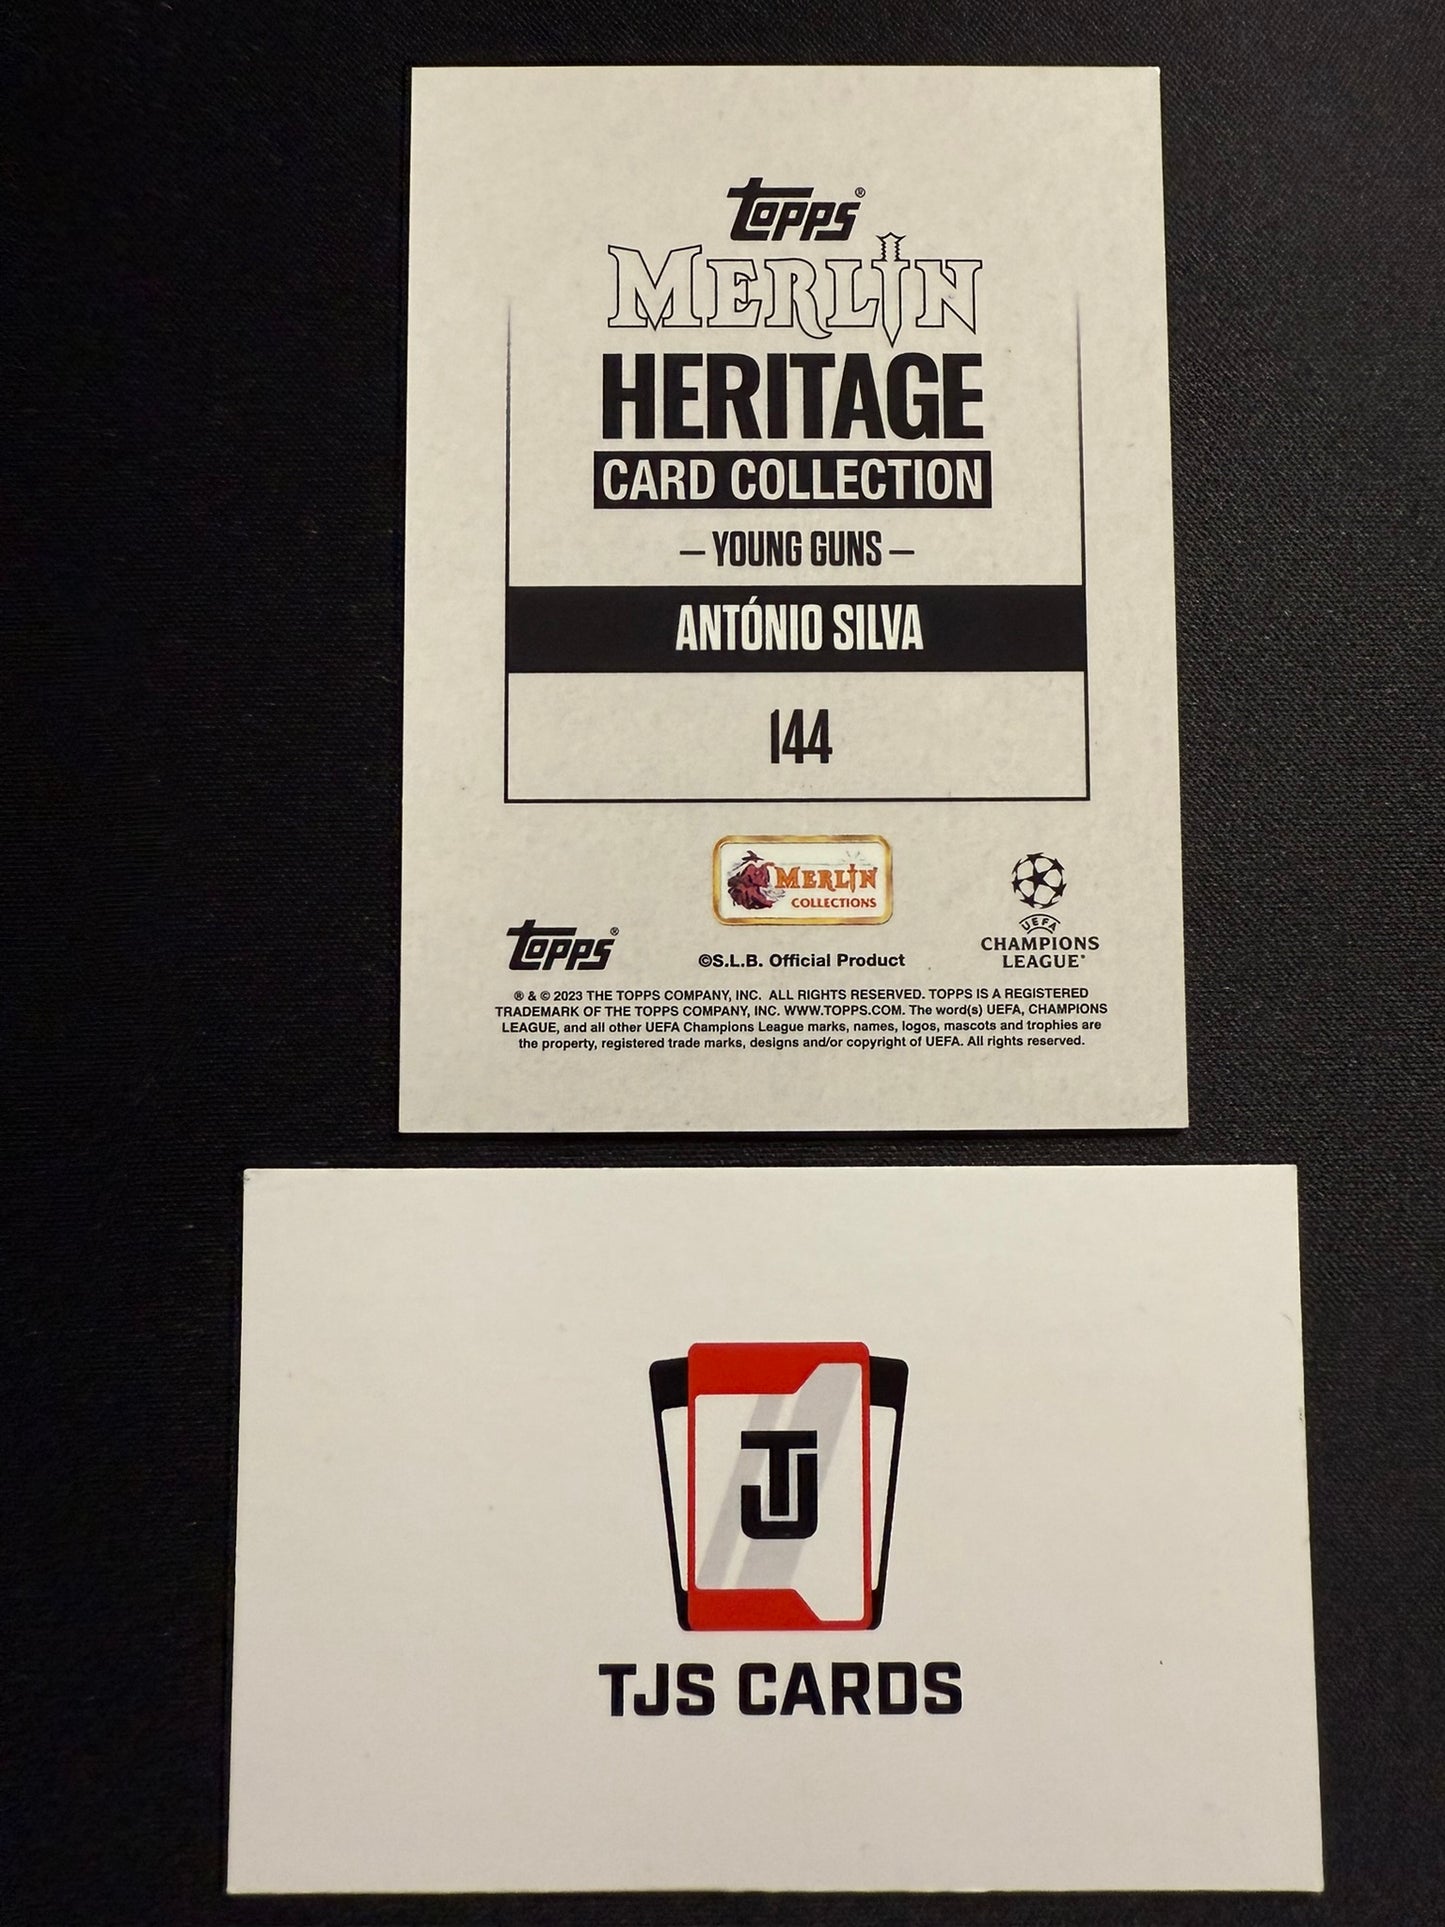 Topps®
MERLIN
HERITAGE
CARD COLLECTION
– YOUNG GUNS –
ANTÓNIO SILVA
144
MERLIN
COLLECTIONS
Topps®
©S.L.B. Official Product
UEFA
CHAMPIONS
LEAGUE®
® & © 2023 THE TOPPS COMPANY, INC. ALL RIGHTS RESERVED. TOPPS IS A REGISTERED
TRADEMARK OF THE TOPPS COMPANY, INC. WWW.TOPPS.COM. The word(s) UEFA, CHAMPIONS
LEAGUE, and all other UEFA Champions League marks, names, logos, mascots and trophies are
the property, registered trade marks, designs and/or copyright of UEFA. All rights reserved.
TJ
TJS CARDS